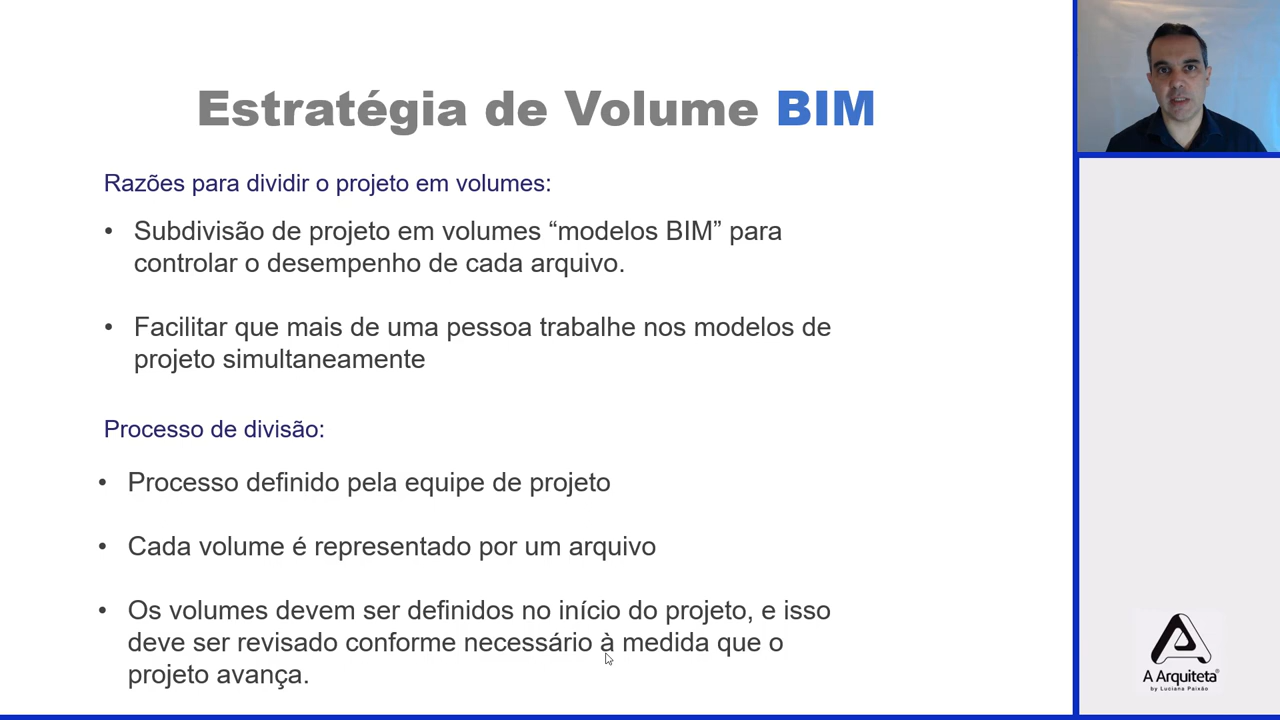 Estratégia de Volume BIM
Razões para dividir o projeto em volumes:
• Subdivisão de projeto em volumes “modelos BIM” para
controlar o desempenho de cada arquivo.
• Facilitar que mais de uma pessoa trabalhe nos modelos de
projeto simultaneamente
Processo de divisão:
• Processo definido pela equipe de projeto
• Cada volume é representado por um arquivo
• Os volumes devem ser definidos no início do projeto, e isso
deve ser revisado conforme necessário à medida que o
projeto avança.
A Arquiteta®
by Luciana Paixão